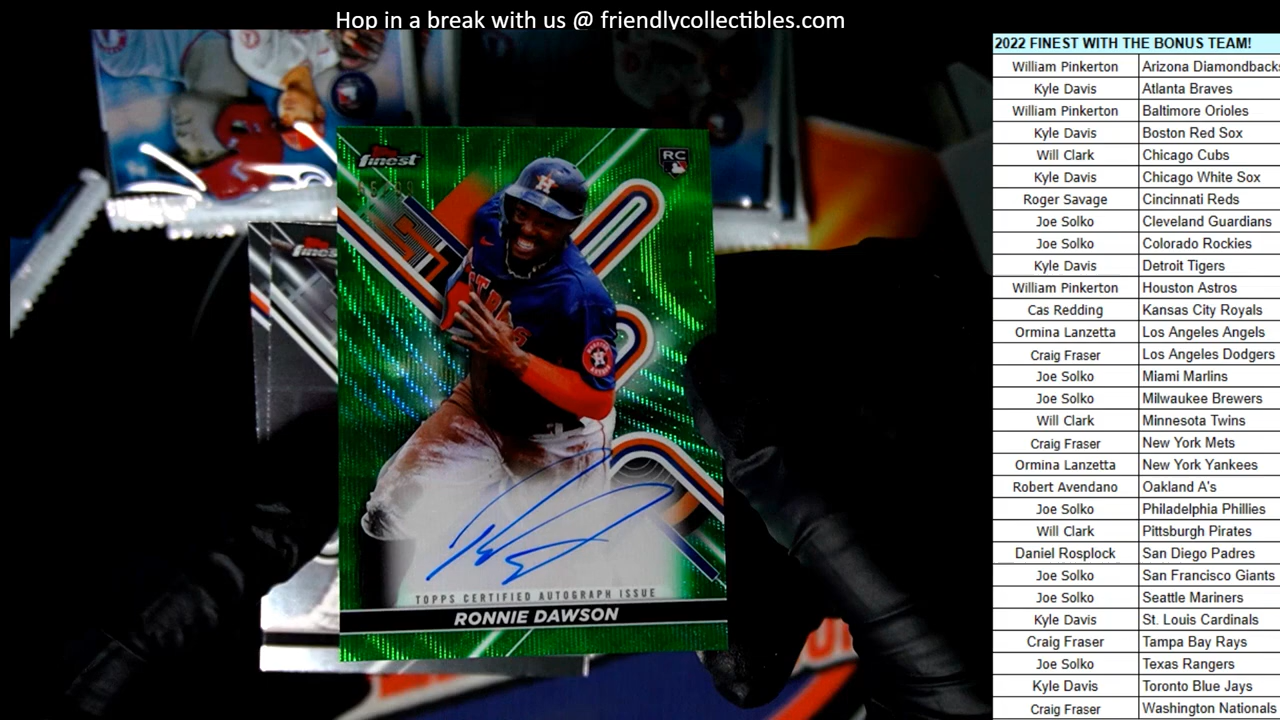 Hop in a break with us @ friendlycollectibles.com
2022 FINEST WITH THE BONUS TEAM!
William Pinkerton Arizona Diamondbacks
Kyle Davis Atlanta Braves
William Pinkerton Baltimore Orioles
Kyle Davis Boston Red Sox
Will Clark Chicago Cubs
Kyle Davis Chicago White Sox
Roger Savage Cincinnati Reds
Joe Solko Cleveland Guardians
Joe Solko Colorado Rockies
Kyle Davis Detroit Tigers
William Pinkerton Houston Astros
Cas Redding Kansas City Royals
Ormina Lanzetta Los Angeles Angels
Craig Fraser Los Angeles Dodgers
Joe Solko Miami Marlins
Joe Solko Milwaukee Brewers
Will Clark Minnesota Twins
Craig Fraser New York Mets
Ormina Lanzetta New York Yankees
Robert Avendano Oakland A's
Joe Solko Philadelphia Phillies
Will Clark Pittsburgh Pirates
Daniel Rosplock San Diego Padres
Joe Solko San Francisco Giants
Joe Solko Seattle Mariners
Kyle Davis St. Louis Cardinals
Craig Fraser Tampa Bay Rays
Joe Solko Texas Rangers
Kyle Davis Toronto Blue Jays
Craig Fraser Washington Nationals
finest
RC
H
finest
TOPPS CERTIFIED AUTOGRAPH ISSUE
RONNIE DAWSON